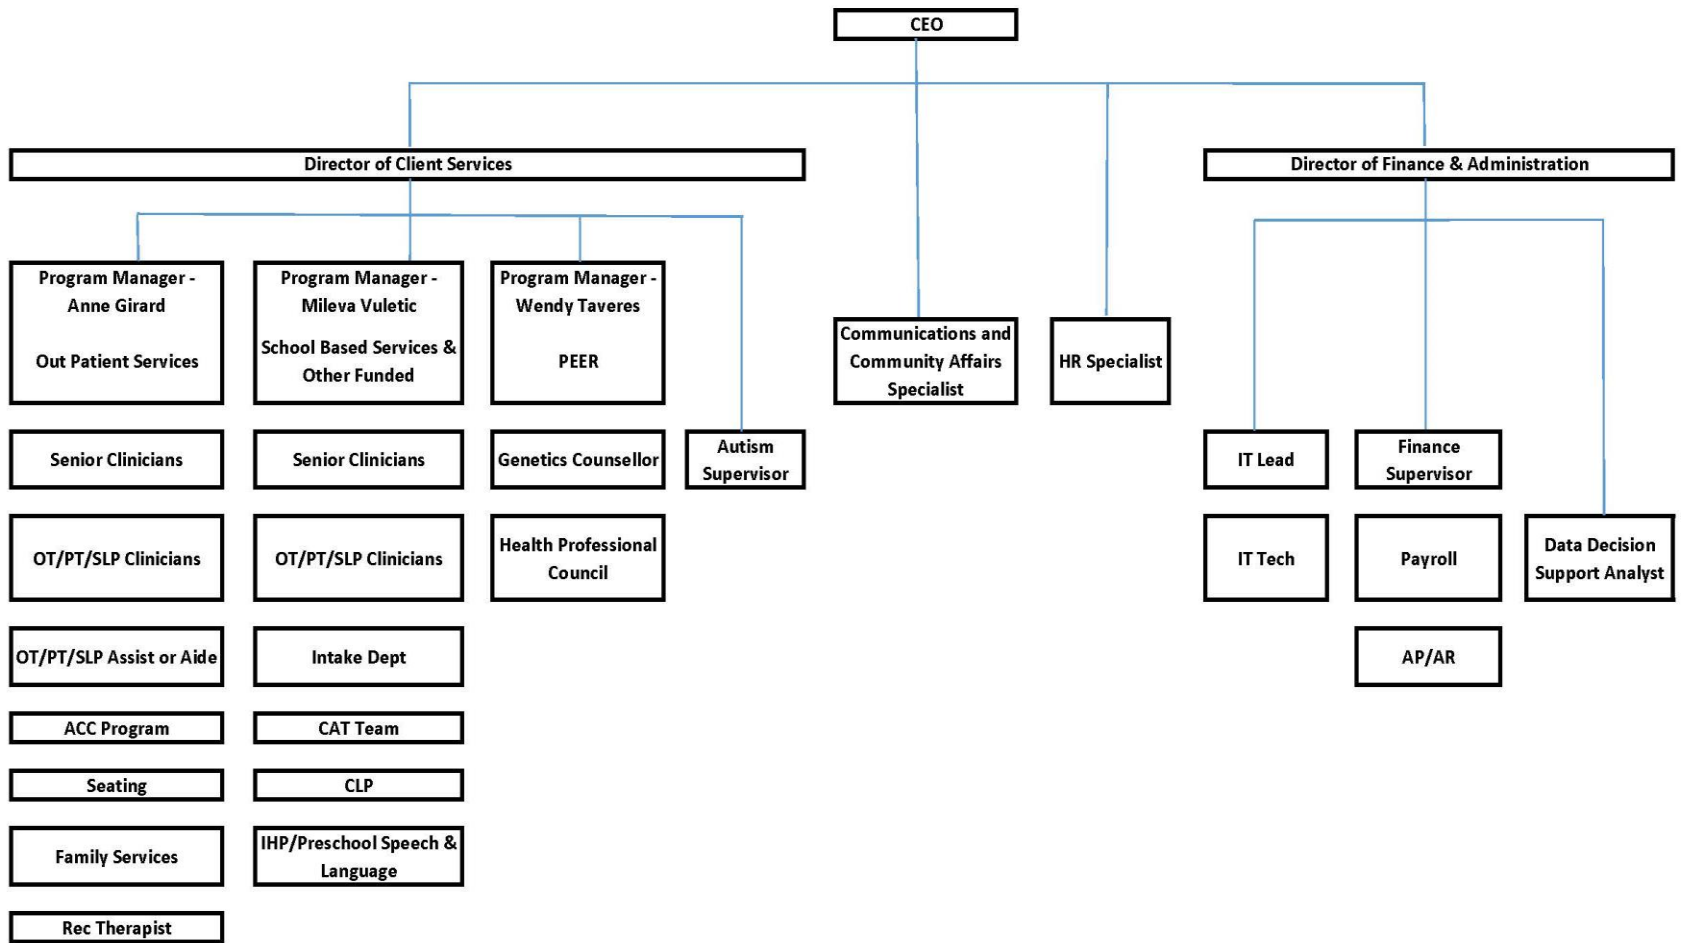 CEO
Director of Client Services
Director of Finance & Administration
Program Manager -
Anne Girard
Out Patient Services
Program Manager -
Mileva Vuletic
School Based Services &
Other Funded
Program Manager -
Wendy Taveres
PEER
Communications and
Community Affairs
Specialist
HR Specialist
Senior Clinicians
Senior Clinicians
Genetics Counsellor
Autism
Supervisor
IT Lead
Finance
Supervisor
OT/PT/SLP Clinicians
OT/PT/SLP Clinicians
Health Professional
Council
IT Tech
Payroll
Data Decision
Support Analyst
OT/PT/SLP Assist or Aide
Intake Dept
AP/AR
ACC Program
CAT Team
Seating
CLP
Family Services
IHP/Preschool Speech &
Language
Rec Therapist